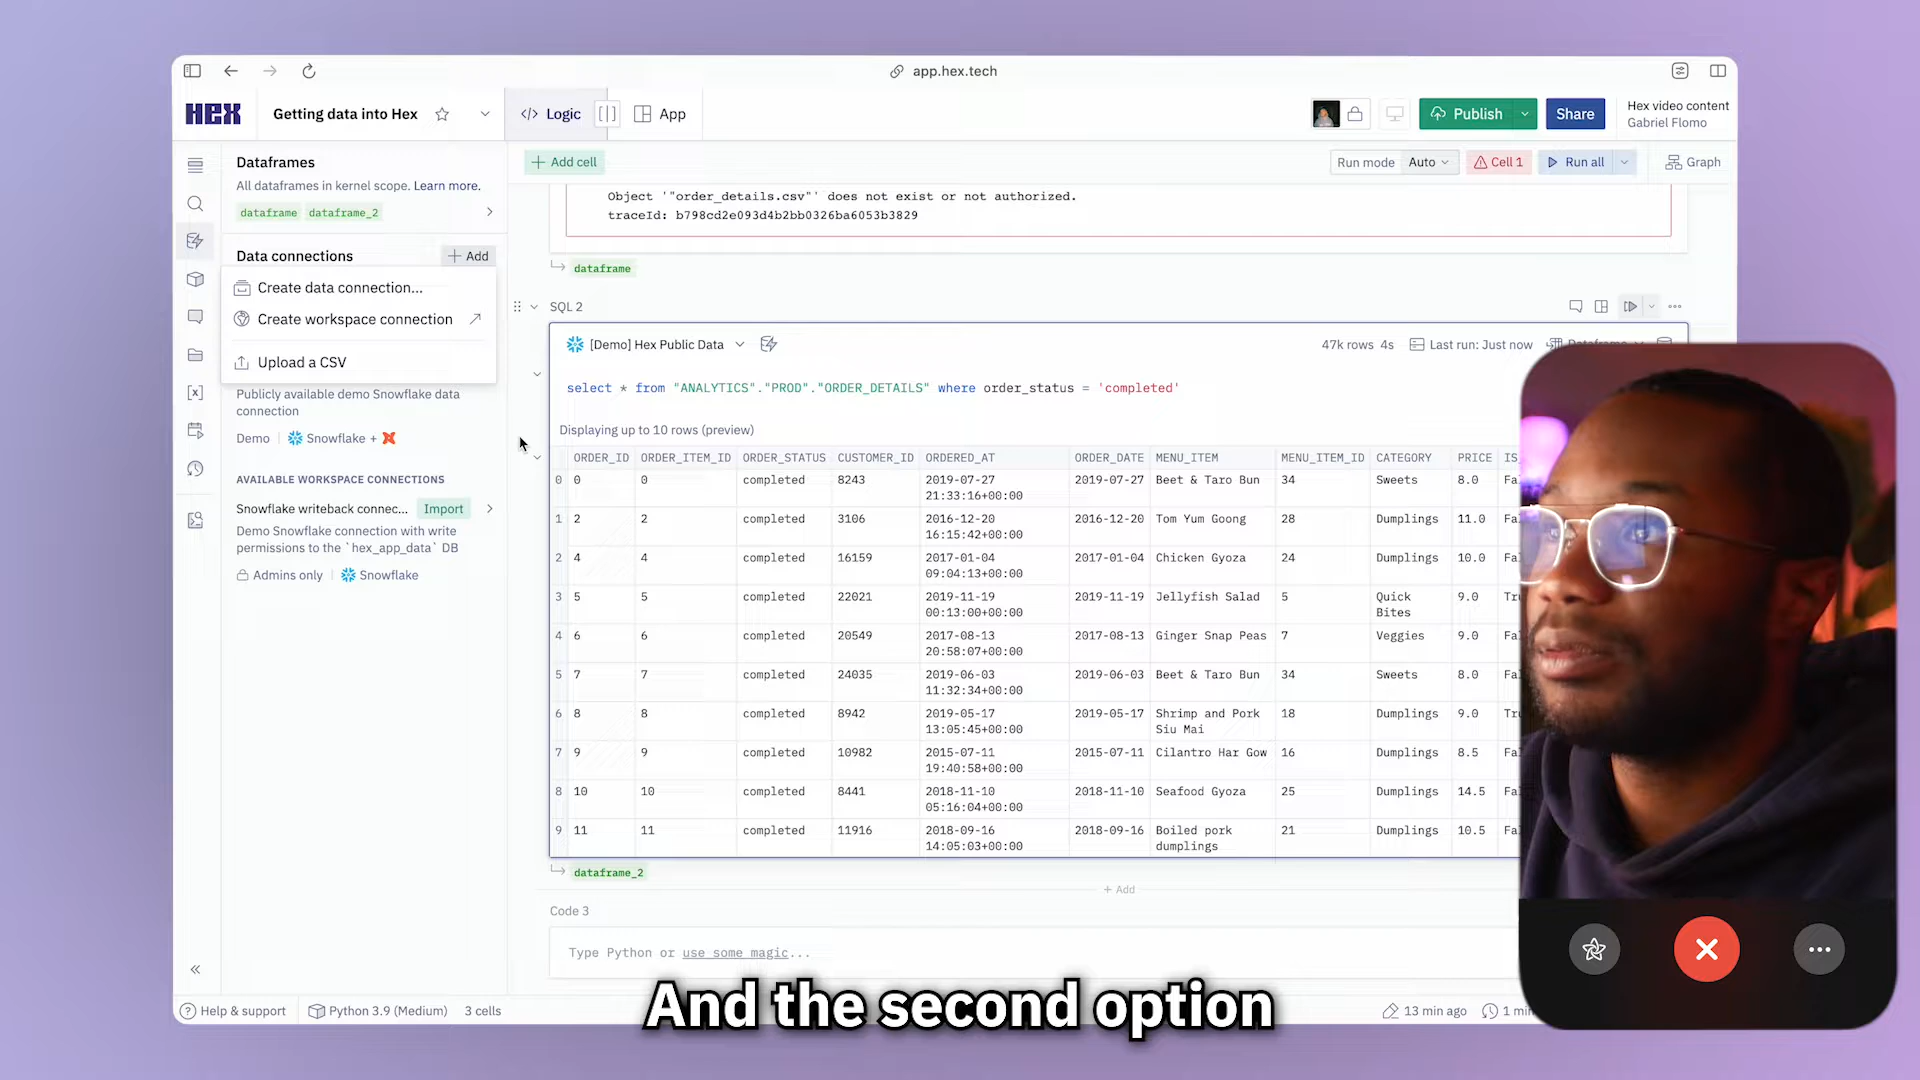 app.hex.tech
HEX
Getting data into Hex
</> Logic
App
Publish
Share
Hex video content
Gabriel Flomo
Dataframes
All dataframes in kernel scope. Learn more.
dataframe dataframe_2
Data connections
+ Add
Create data connection...
Create workspace connection
Upload a CSV
Publicly available demo Snowflake data
connection
Demo Snowflake +
AVAILABLE WORKSPACE CONNECTIONS
Snowflake writeback connec... Import
Demo Snowflake connection with write
permissions to the `hex_app_data` DB
Admins only Snowflake
+ Add cell
Run mode Auto
Cell 1
Run all
Graph
Object '"order_details.csv"' does not exist or not authorized.
traceId: b798cd2e093d4b2bb0326ba6053b3829
dataframe
SQL 2
[Demo] Hex Public Data
47k rows 4s Last run: Just now
select * from "ANALYTICS"."PROD"."ORDER_DETAILS" where order_status = 'completed'
Displaying up to 10 rows (preview)
ORDER_ID ORDER_ITEM_ID ORDER_STATUS CUSTOMER_ID ORDERED_AT ORDER_DATE MENU_ITEM MENU_ITEM_ID CATEGORY PRICE IS
0 0 0 completed 8243 2019-07-27 2019-07-27 Beet & Taro Bun 34 Sweets 8.0 Fal
21:33:16+00:00
1 2 2 completed 3106 2016-12-20 2016-12-20 Tom Yum Goong 28 Dumplings 11.0 Fal
16:15:42+00:00
2 4 4 completed 16159 2017-01-04 2017-01-04 Chicken Gyoza 24 Dumplings 10.0 Fal
09:04:13+00:00
3 5 5 completed 22021 2019-11-19 2019-11-19 Jellyfish Salad 5 Quick 9.0 Tru
00:13:00+00:00 Bites
4 6 6 completed 20549 2017-08-13 2017-08-13 Ginger Snap Peas 7 Veggies 9.0 Fal
20:58:07+00:00
5 7 7 completed 24035 2019-06-03 2019-06-03 Beet & Taro Bun 34 Sweets 8.0 Fal
11:32:34+00:00
6 8 8 completed 8942 2019-05-17 2019-05-17 Shrimp and Pork 18 Dumplings 9.0 Tru
13:05:45+00:00 Siu Mai
7 9 9 completed 10982 2015-07-11 2015-07-11 Cilantro Har Gow 16 Dumplings 8.5 Fal
19:40:58+00:00
8 10 10 completed 8441 2018-11-10 2018-11-10 Seafood Gyoza 25 Dumplings 14.5 Fal
05:16:04+00:00
9 11 11 completed 11916 2018-09-16 2018-09-16 Boiled pork 21 Dumplings 10.5 Fal
14:05:03+00:00 dumplings
dataframe_2
+ Add
Code 3
Type Python or use some magic...
Help & support
Python 3.9 (Medium)
3 cells
13 min ago
1 min
And the second option